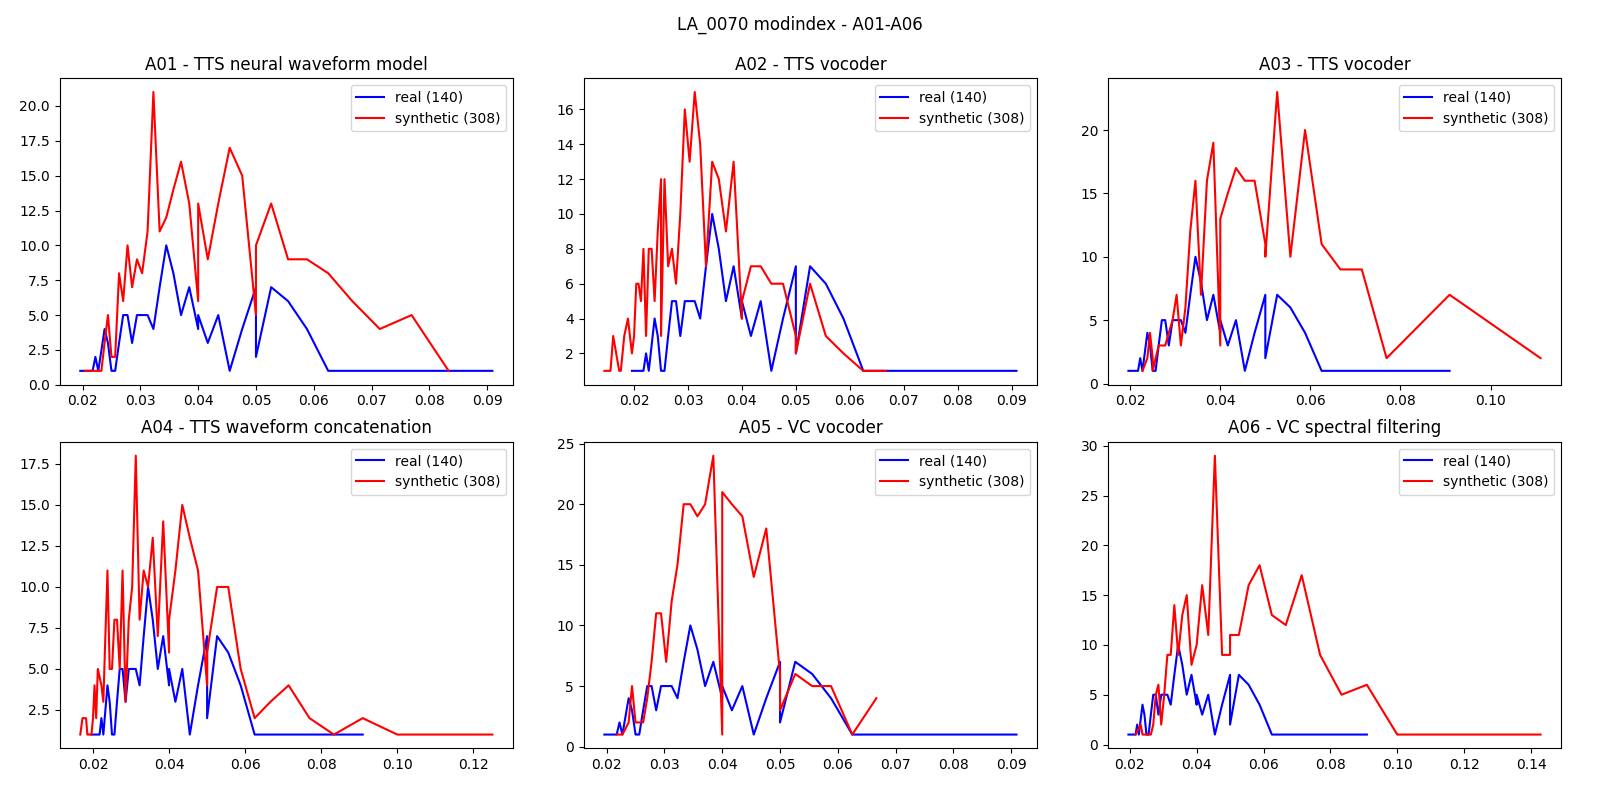 LA_0070 modindex - A01-A06
A01 - TTS neural waveform model
real (140)
synthetic (308)
20.0
17.5
15.0
12.5
10.0
7.5
5.0
2.5
0.0
0.02 0.03 0.04 0.05 0.06 0.07 0.08 0.09
A02 - TTS vocoder
real (140)
synthetic (308)
16
14
12
10
8
6
4
2
0.02 0.03 0.04 0.05 0.06 0.07 0.08 0.09
A03 - TTS vocoder
real (140)
synthetic (308)
20
15
10
5
0
0.02 0.04 0.06 0.08 0.10
A04 - TTS waveform concatenation
real (140)
synthetic (308)
17.5
15.0
12.5
10.0
7.5
5.0
2.5
0.02 0.04 0.06 0.08 0.10 0.12
A05 - VC vocoder
real (140)
synthetic (308)
25
20
15
10
5
0
0.02 0.03 0.04 0.05 0.06 0.07 0.08 0.09
A06 - VC spectral filtering
real (140)
synthetic (308)
30
25
20
15
10
5
0
0.02 0.04 0.06 0.08 0.10 0.12 0.14